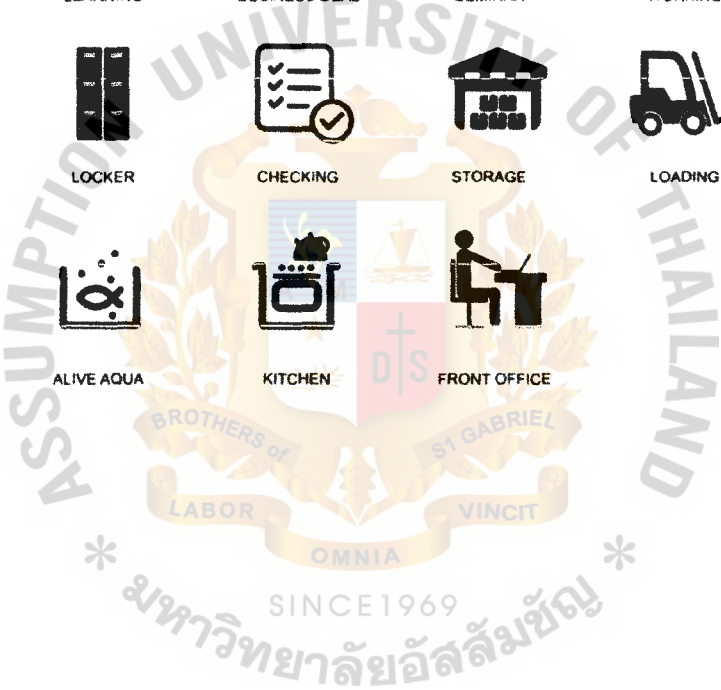 LOCKER CHECKING STORAGE LOADING
ALIVE AQUA KITCHEN FRONT OFFICE
ASSUMPTION UNIVERSITY OF THAILAND
D S
BROTHERS of ST GABRIEL
LABOR VINCIT
OMNIA
SINCE1969
มหาวิทยาลัยอัสสัมชัญ